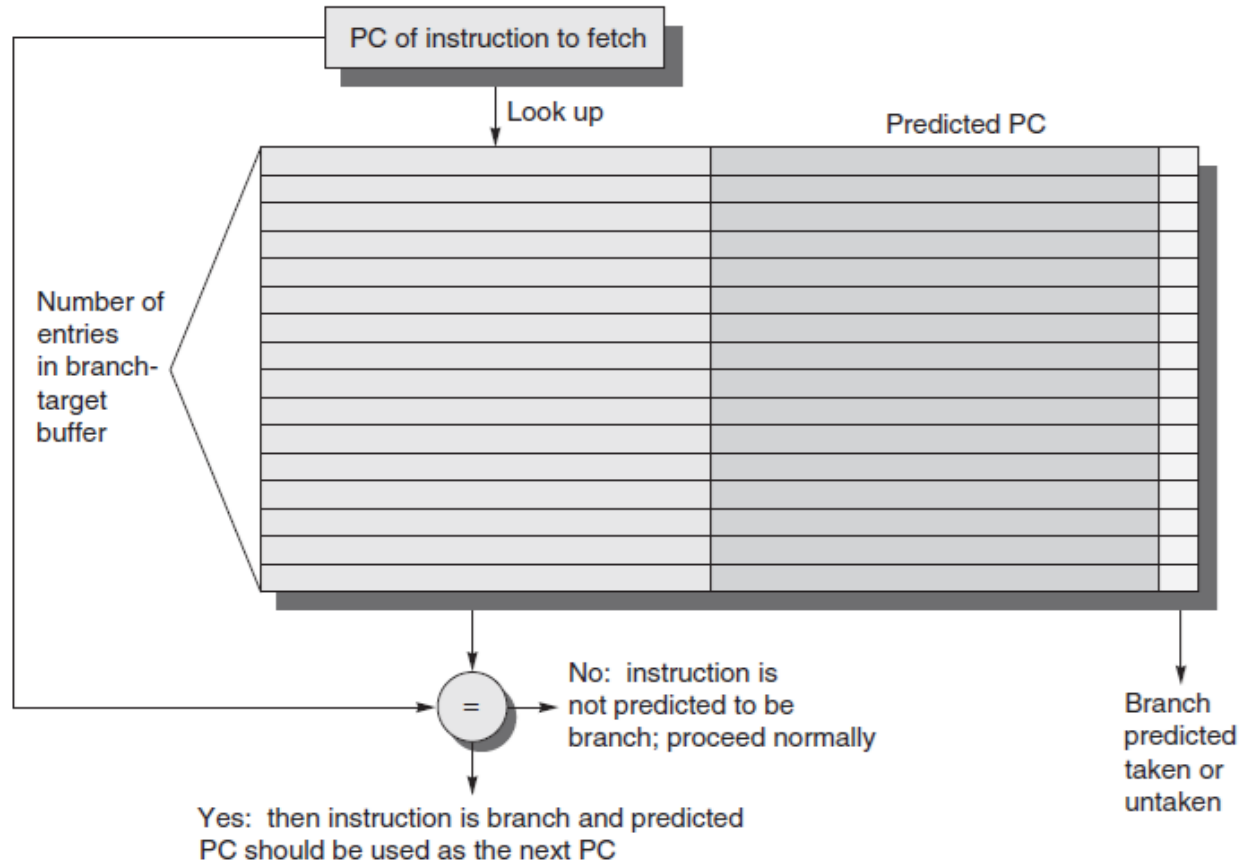 PC of instruction to fetch
Look up
Predicted PC
Number of
entries
in branch-
target
buffer
=
No: instruction is
not predicted to be
branch; proceed normally
Branch
predicted
taken or
untaken
Yes: then instruction is branch and predicted
PC should be used as the next PC